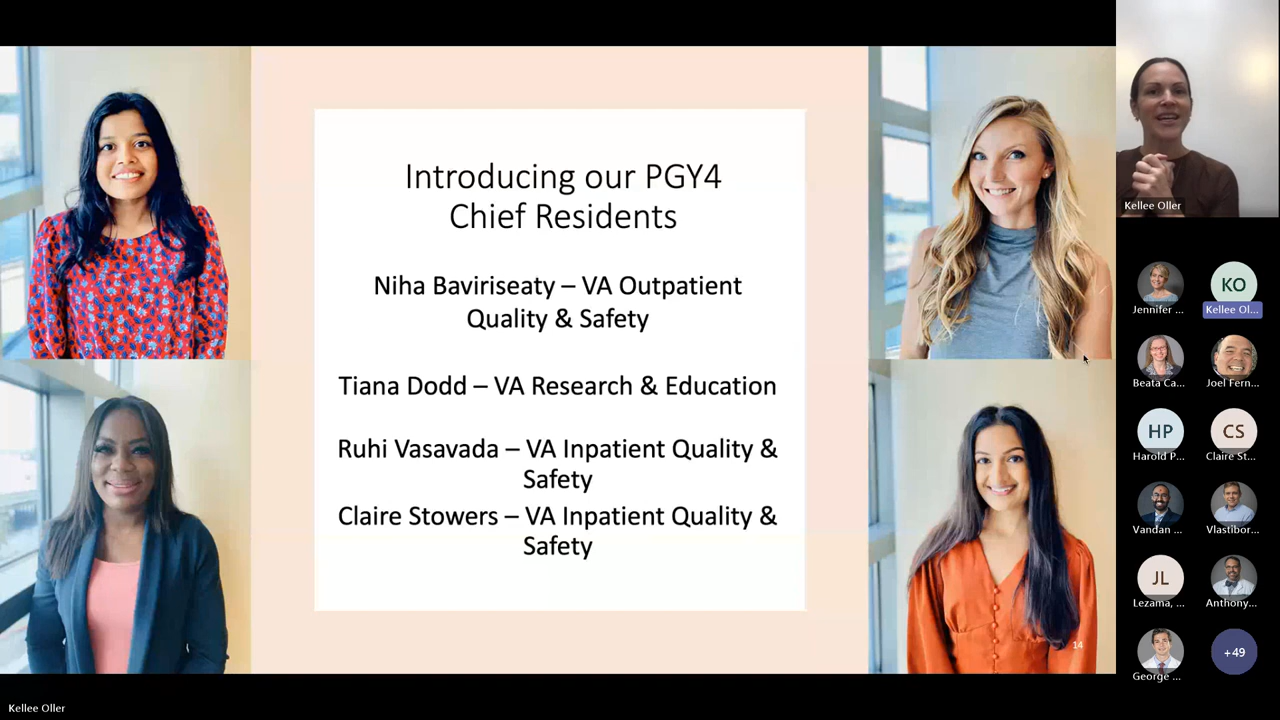 Introducing our PGY4
Chief Residents
Niha Baviriseaty – VA Outpatient
Quality & Safety
Tiana Dodd – VA Research & Education
Ruhi Vasavada – VA Inpatient Quality &
Safety
Claire Stowers – VA Inpatient Quality &
Safety
14
Kellee Oller
KO
Jennifer ...
Kellee Ol...
Beata Ca...
Joel Fern...
HP
CS
Harold P...
Claire St...
Vandan ...
Vlastibor...
JL
Lezama, ...
Anthony...
+49
George ...
Kellee Oller